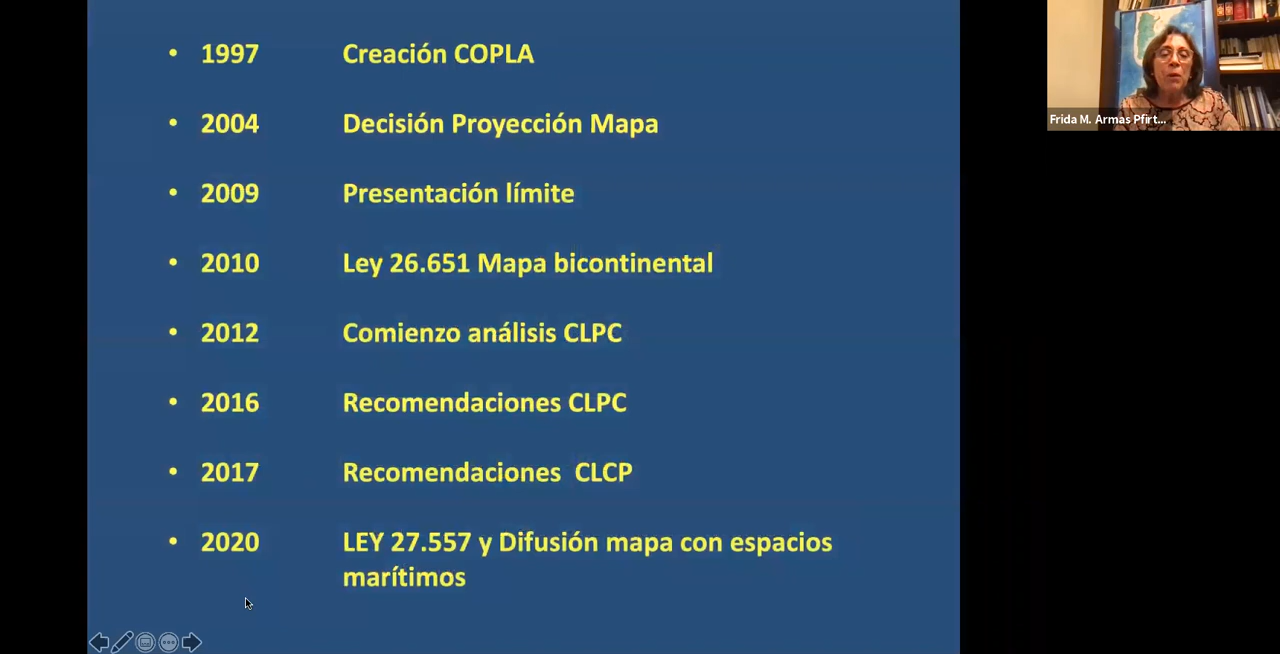 • 1997 Creación COPLA
• 2004 Decisión Proyección Mapa
• 2009 Presentación límite
• 2010 Ley 26.651 Mapa bicontinental
• 2012 Comienzo análisis CLPC
• 2016 Recomendaciones CLPC
• 2017 Recomendaciones CLCP
• 2020 LEY 27.557 y Difusión mapa con espacios
marítimos
Frida M. Armas Pfirt...